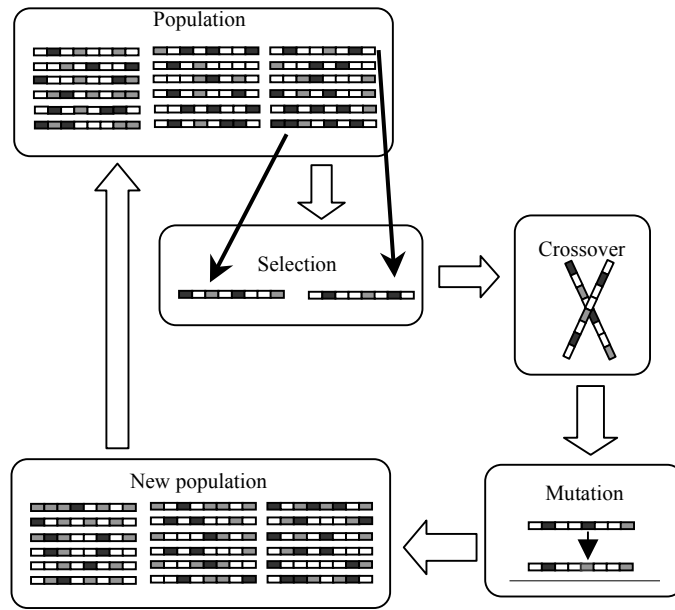 Population
Selection
Crossover
Mutation
New population